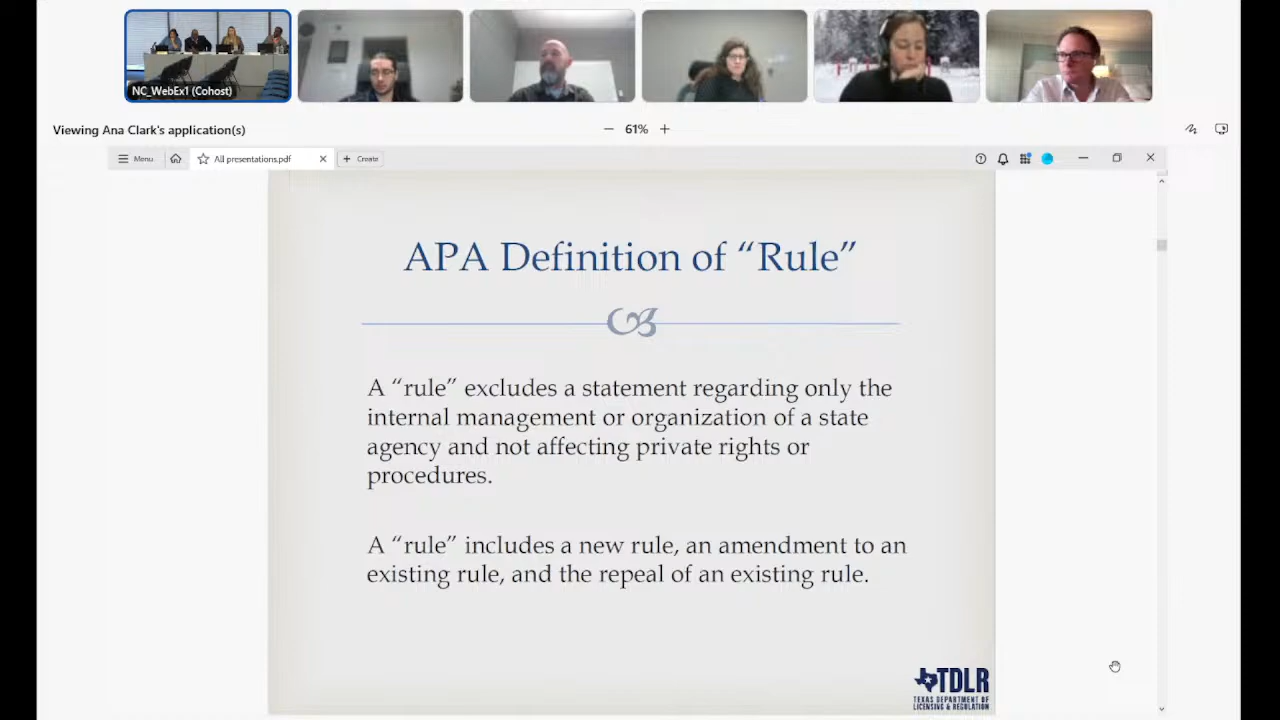 NC_WebEx1 (Cohost)
Viewing Ana Clark's application(s)
61%
Menu
All presentations.pdf
Create
APA Definition of “Rule”
A “rule” excludes a statement regarding only the
internal management or organization of a state
agency and not affecting private rights or
procedures.
A “rule” includes a new rule, an amendment to an
existing rule, and the repeal of an existing rule.
TDLR
TEXAS DEPARTMENT OF
LICENSING & REGULATION